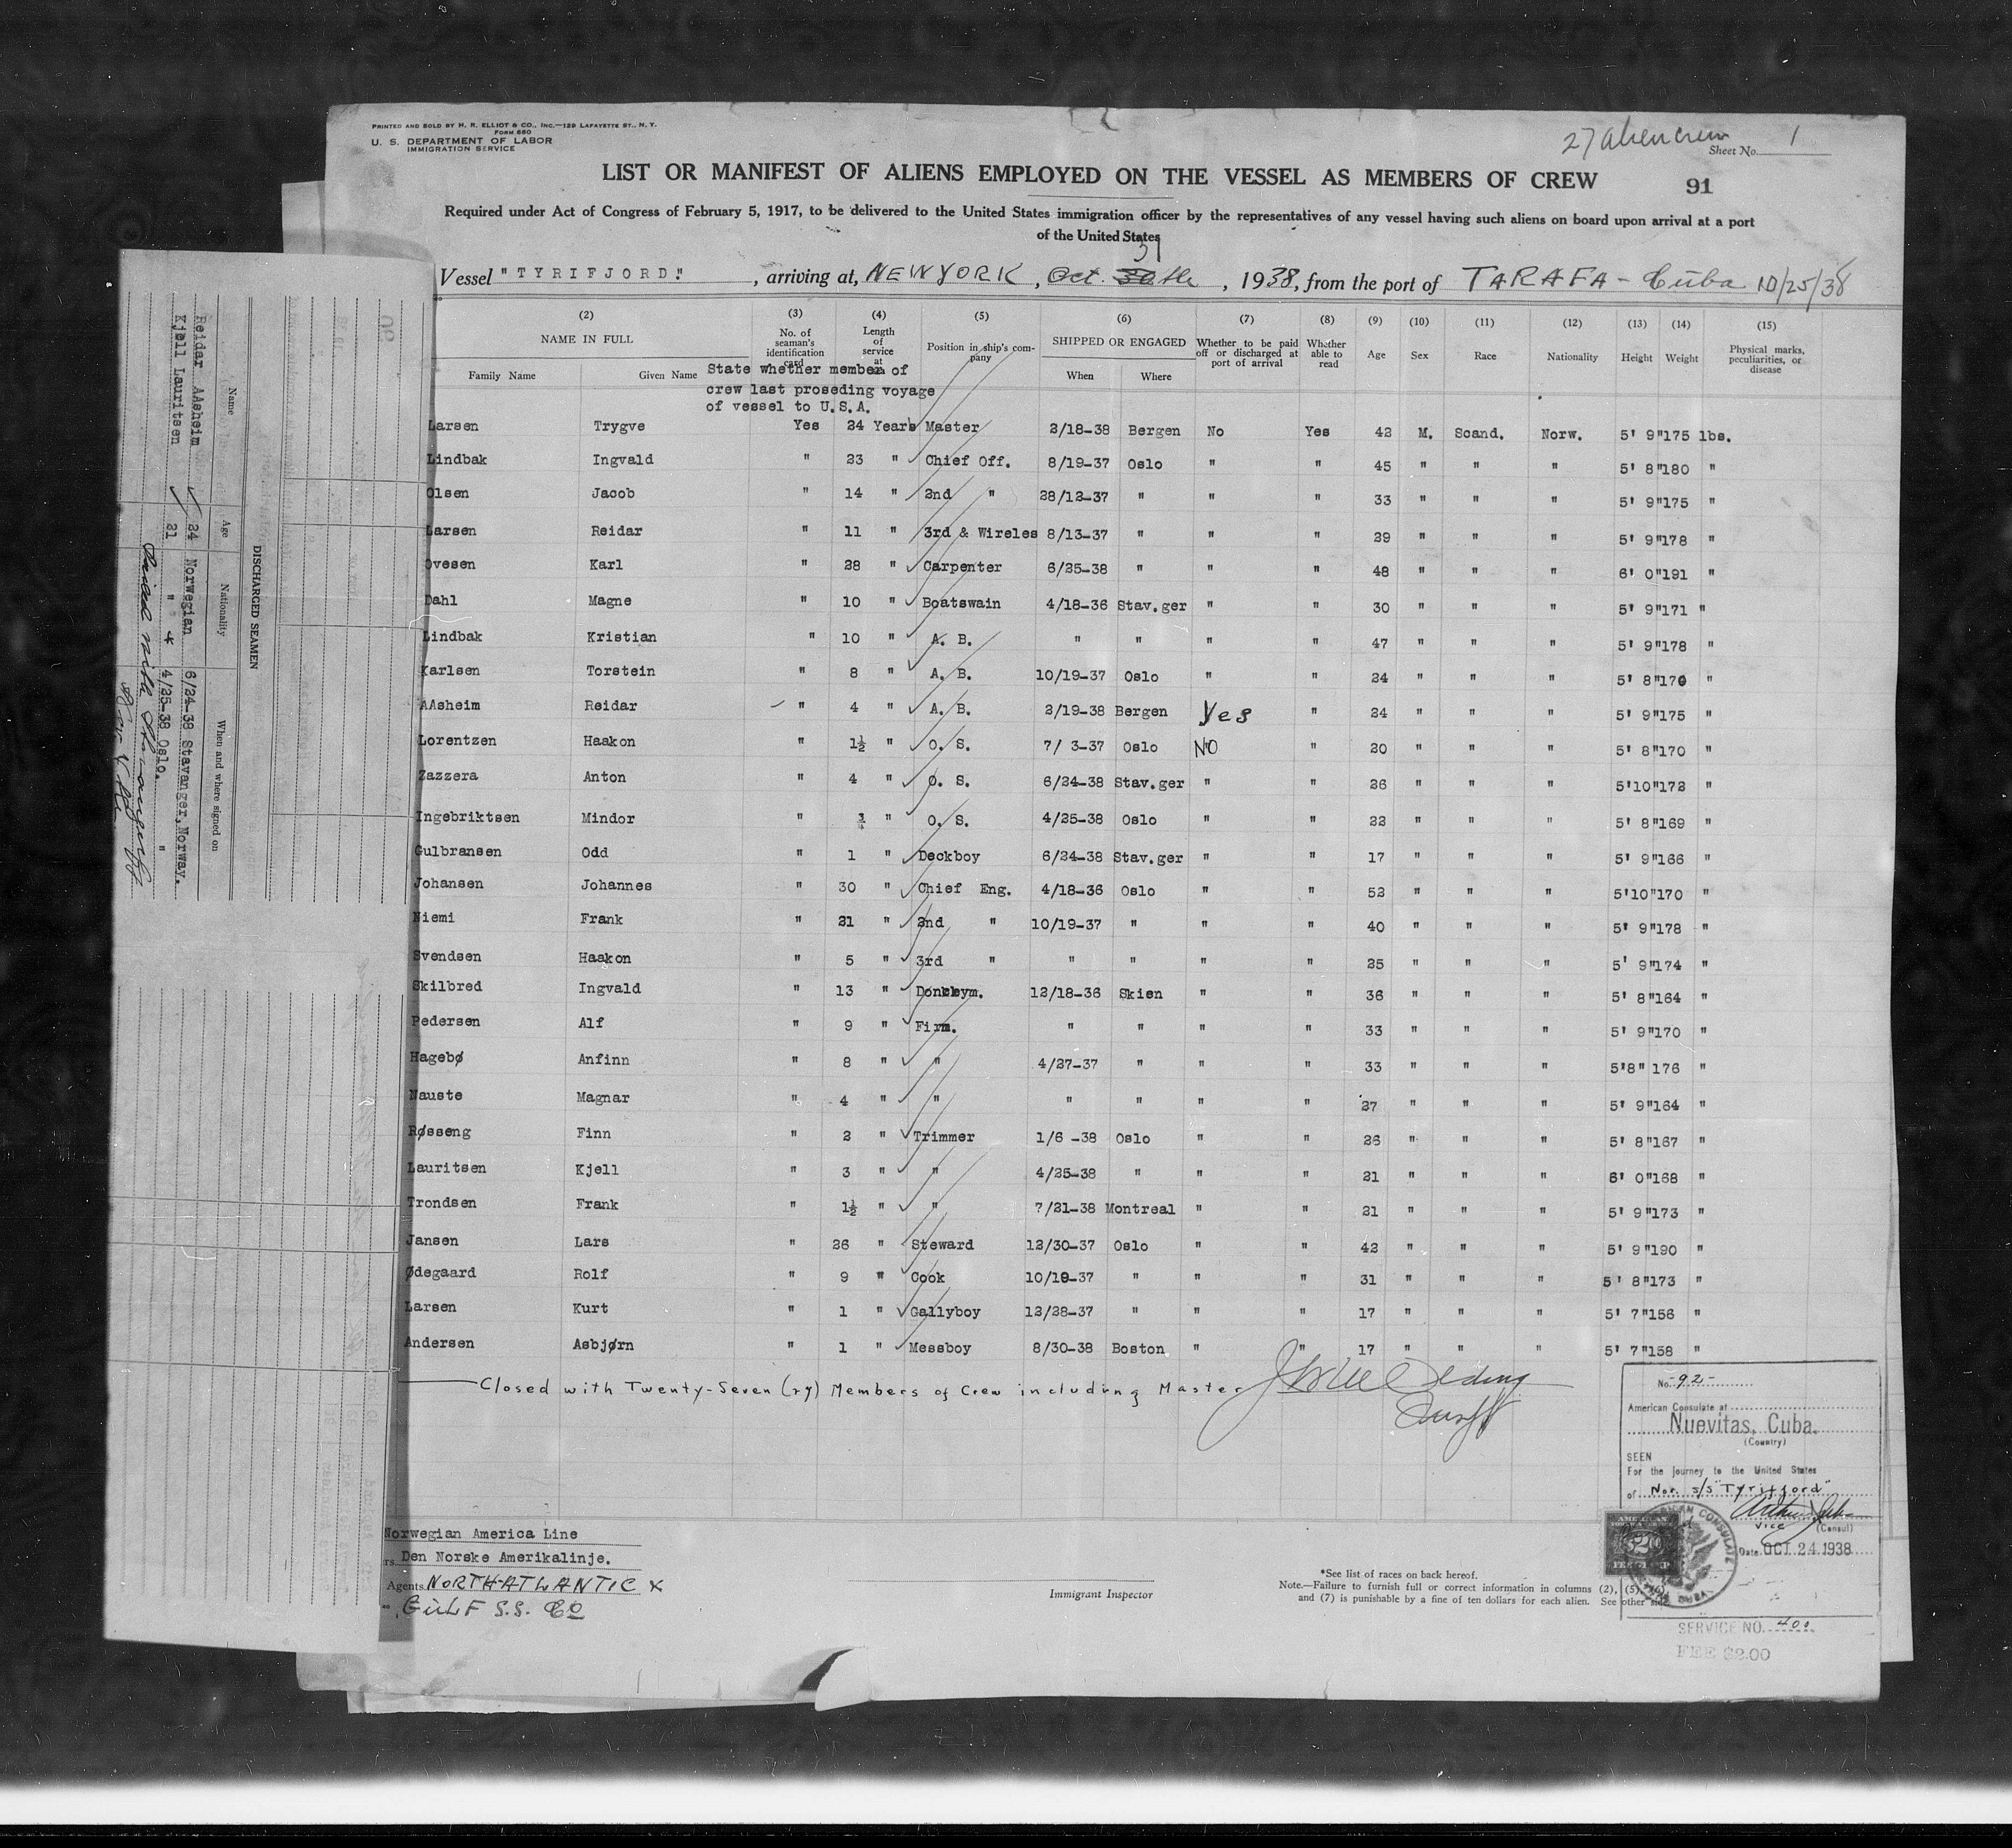 PRINTED AND SOLD BY H. R. ELLIOT & CO., INC.—129 LAFAYETTE ST., N. Y.
FORM 660
U. S. DEPARTMENT OF LABOR
IMMIGRATION SERVICE
27 alien crew
Sheet No. 1
LIST OR MANIFEST OF ALIENS EMPLOYED ON THE VESSEL AS MEMBERS OF CREW
91
Required under Act of Congress of February 5, 1917, to be delivered to the United States immigration officer by the representatives of any vessel having such aliens on board upon arrival at a port
of the United States
31
Vessel "TYRIFJORD", arriving at, NEW YORK, Oct. 30th, 1938, from the port of TARAFA - Cuba 10/25/38
(2) (3) (4) (5) (6) (7) (8) (9) (10) (11) (12) (13) (14) (15)
NAME IN FULL
Family Name Given Name
No. of seaman's identification card
Length of service at sea
Position in ship's company
SHIPPED OR ENGAGED
When Where
Whether to be paid off or discharged at port of arrival
Whether able to read
Age Sex Race Nationality Height Weight
Physical marks, peculiarities, or disease
State whether member of
crew last proseding voyage
of vessel to U.S.A.
Larsen Trygve Yes 24 Years Master 2/18-38 Bergen No Yes 42 M. Scand. Norw. 5' 9" 175 lbs.
Lindbak Ingvald " 23 " Chief Off. 8/19-37 Oslo " " 45 " " " 5' 8" 180 "
Olsen Jacob " 14 " 2nd " 28/12-37 " " " 33 " " " 5' 9" 175 "
Larsen Reidar " 11 " 3rd & Wireles 8/13-37 " " " 29 " " " 5' 9" 178 "
Ovesen Karl " 28 " Carpenter 6/25-38 " " " 48 " " " 6' 0" 191 "
Dahl Magne " 10 " Boatswain 4/18-36 Stav.ger " " 30 " " " 5' 9" 171 "
Lindbak Kristian " 10 " A. B. " " " " 47 " " " 5' 9" 178 "
Karlsen Torstein " 8 " A. B. 10/19-37 Oslo " " 24 " " " 5' 8" 170 "
AAsheim Reidar " 4 " A. B. 2/19-38 Bergen Yes " 24 " " " 5' 9" 175 "
Lorentzen Haakon " 1½ " O. S. 7/ 3-37 Oslo NO " 20 " " " 5' 8" 170 "
Zazzera Anton " 4 " O. S. 6/24-38 Stav.ger " " 26 " " " 5'10" 172 "
Ingebriktsen Mindor " " O. S. 4/25-38 Oslo " " 22 " " " 5' 8" 169 "
Gulbransen Odd " 1 " Deckboy 6/24-38 Stav.ger " " 17 " " " 5' 9" 166 "
Johansen Johannes " 30 " Chief Eng. 4/18-36 Oslo " " 52 " " " 5'10" 170 "
Niemi Frank " 21 " 2nd " 10/19-37 " " " 40 " " " 5' 9" 178 "
Svendsen Haakon " 5 " 3rd " " " " " 25 " " " 5' 9" 174 "
Skilbred Ingvald " 13 " Donkeym. 12/18-36 Skien " " 36 " " " 5' 8" 164 "
Pedersen Alf " 9 " Firm. " " " " 33 " " " 5' 9" 170 "
Hagebø Anfinn " 8 " " 4/27-37 " " " 33 " " " 5'8" 176 "
Nauste Magnar " 4 " " " " " " 27 " " " 5' 9" 164 "
Røsseng Finn " 2 " Trimmer 1/6 -38 Oslo " " 26 " " " 5' 8" 167 "
Lauritsen Kjell " 3 " " 4/25-38 " " " 21 " " " 6' 0" 168 "
Trondsen Frank " 1½ " " 7/21-38 Montreal " " 21 " " " 5' 9" 173 "
Jansen Lars " 26 " Steward 12/30-37 Oslo " " 42 " " " 5' 9" 190 "
Ødegaard Rolf " 9 " Cook 10/19-37 " " " 31 " " " 5' 8" 173 "
Larsen Kurt " 1 " Gallyboy 12/28-37 " " " 17 " " " 5' 7" 156 "
Andersen Asbjørn " 1 " Messboy 8/30-38 Boston " " 17 " " " 5' 7" 158 "
Closed with Twenty-Seven (27) Members of Crew including Master
DISCHARGED SEAMEN
Name Age Nationality When and where signed on
Reidar AAsheim 24 Norwegian 6/24-38 Stavanger, Norway.
Kjell Lauritsen 21 " 4/25-38 Oslo. "
No. -92-
American Consulate at
Nuevitas, Cuba.
(Country)
SEEN
For the journey to the United States
of Nor. s/s "Tyrifjord"
Vice (Consul)
Date OCT 24 1938
SERVICE NO. 400
FEE $2.00
Norwegian America Line
rs. Den Norske Amerikalinje.
Agents NORTH ATLANTIC &
GULF S.S. Co
Immigrant Inspector
*See list of races on back hereof.
Note.—Failure to furnish full or correct information in columns (2), (5), (6),
and (7) is punishable by a fine of ten dollars for each alien. See other side